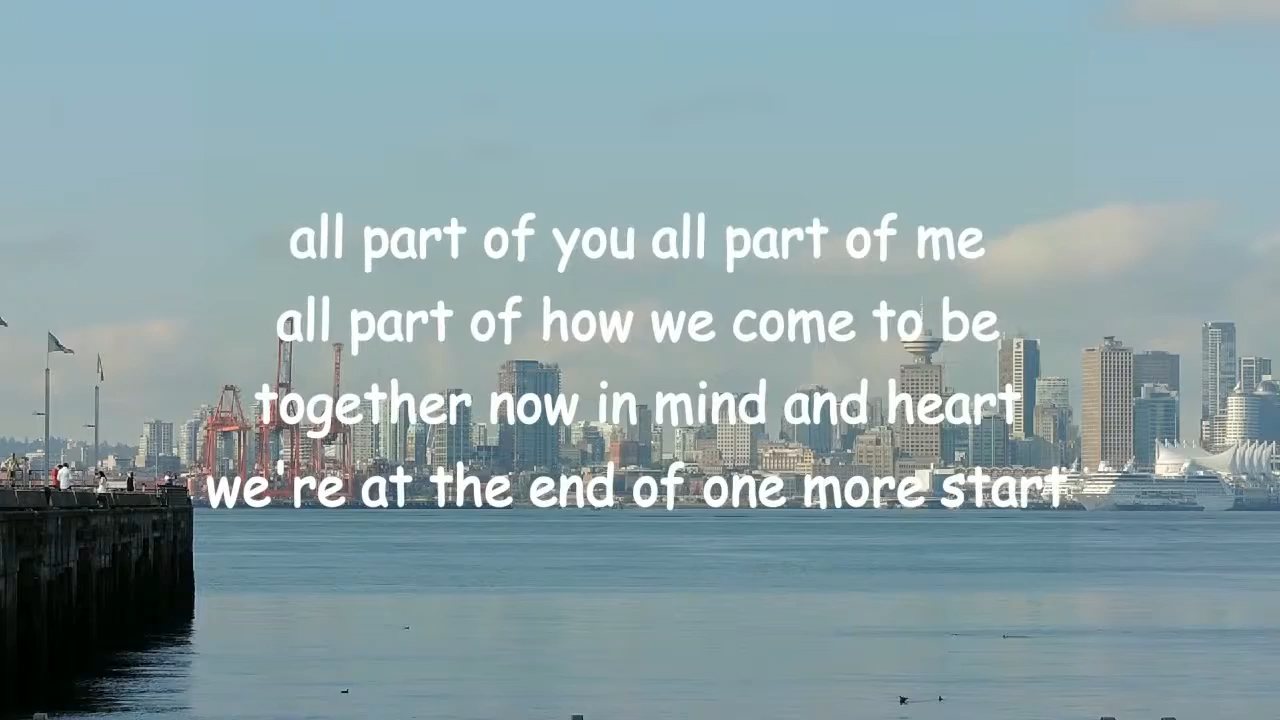 all part of you all part of me
all part of how we come to be
together now in mind and heart
we're at the end of one more start